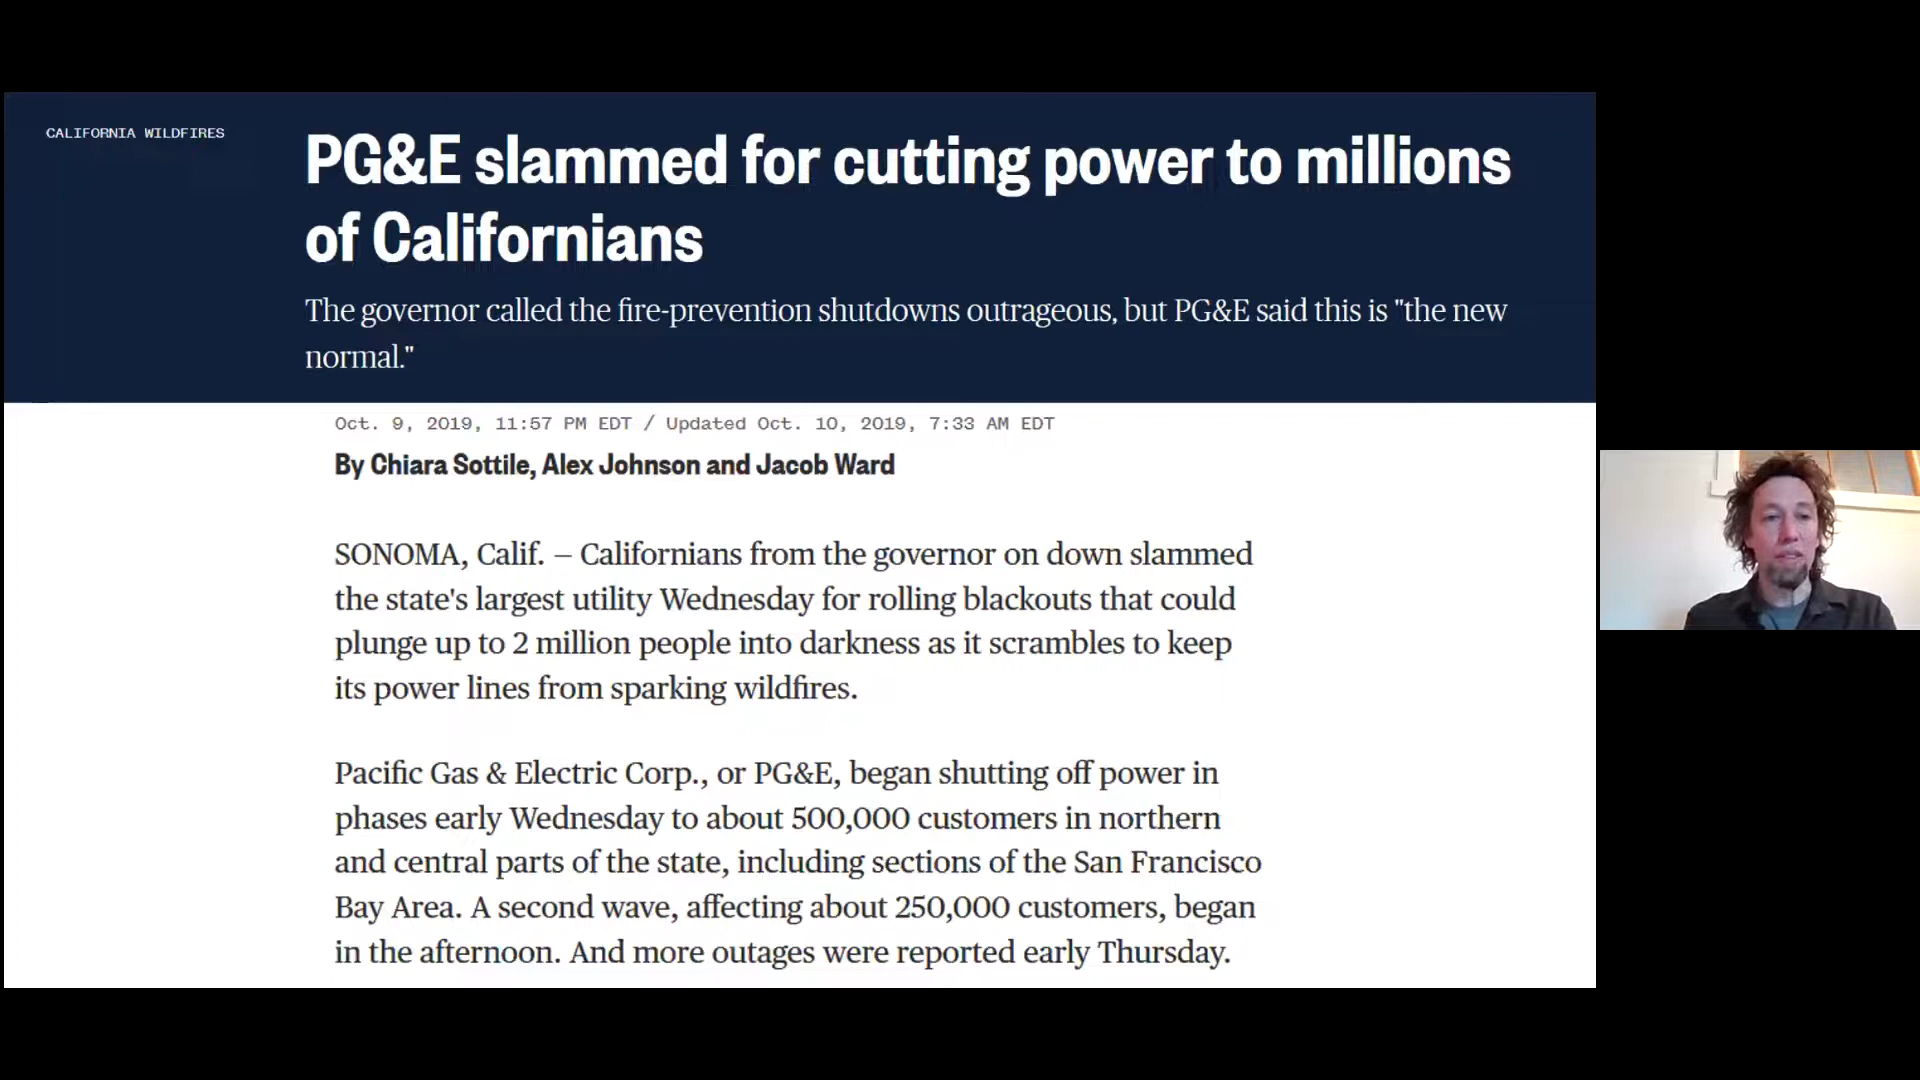 CALIFORNIA WILDFIRES
PG&E slammed for cutting power to millions
of Californians
The governor called the fire-prevention shutdowns outrageous, but PG&E said this is "the new
normal."
Oct. 9, 2019, 11:57 PM EDT / Updated Oct. 10, 2019, 7:33 AM EDT
By Chiara Sottile, Alex Johnson and Jacob Ward
SONOMA, Calif. — Californians from the governor on down slammed
the state's largest utility Wednesday for rolling blackouts that could
plunge up to 2 million people into darkness as it scrambles to keep
its power lines from sparking wildfires.
Pacific Gas & Electric Corp., or PG&E, began shutting off power in
phases early Wednesday to about 500,000 customers in northern
and central parts of the state, including sections of the San Francisco
Bay Area. A second wave, affecting about 250,000 customers, began
in the afternoon. And more outages were reported early Thursday.